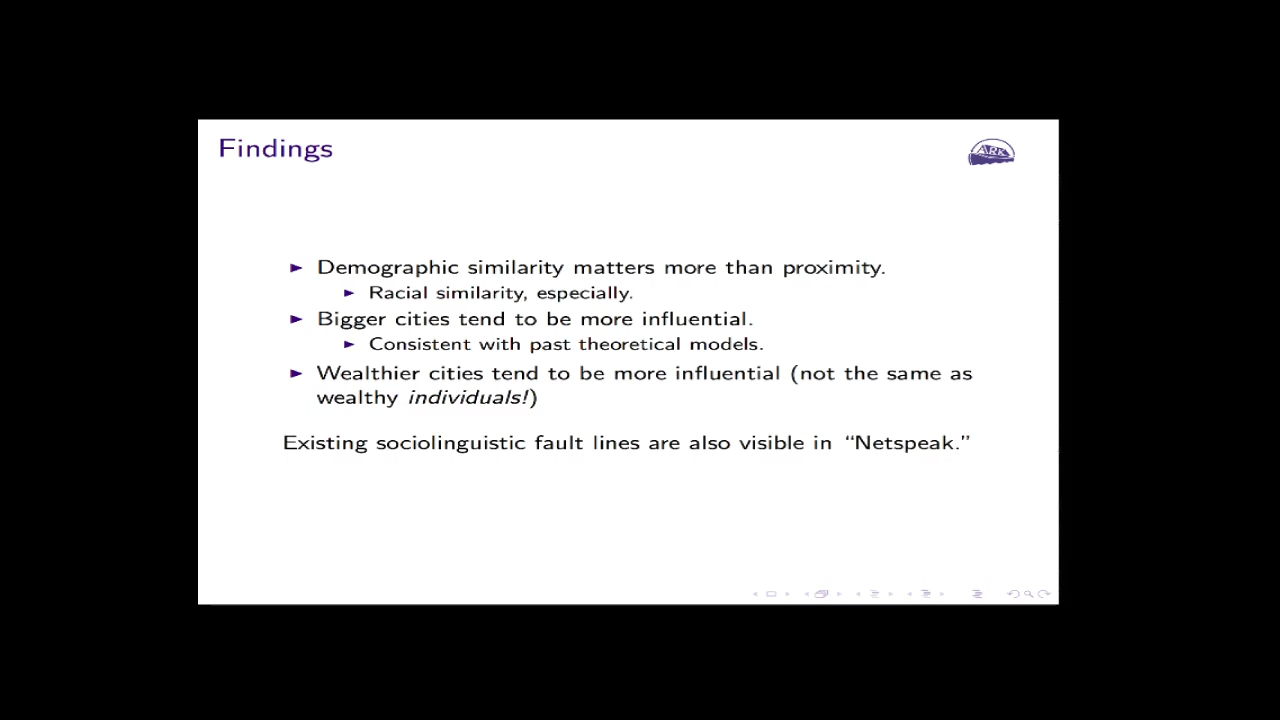 Findings
ARK
Demographic similarity matters more than proximity.
Racial similarity, especially.
Bigger cities tend to be more influential.
Consistent with past theoretical models.
Wealthier cities tend to be more influential (not the same as
wealthy individuals!)
Existing sociolinguistic fault lines are also visible in “Netspeak.”